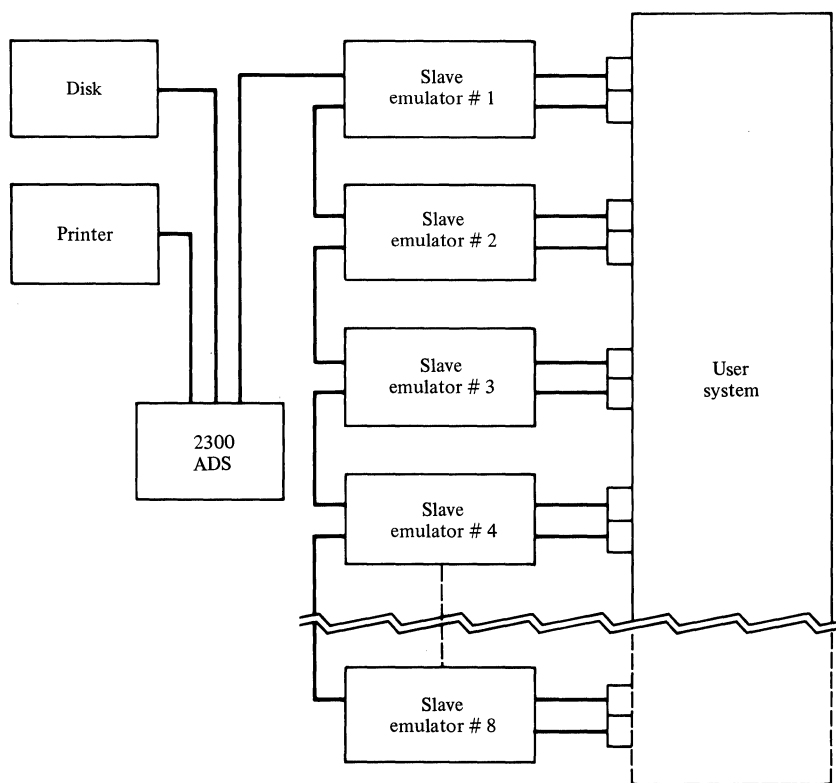 Disk
Printer
2300
ADS
Slave
emulator # 1
Slave
emulator # 2
Slave
emulator # 3
Slave
emulator # 4
Slave
emulator # 8
User
system